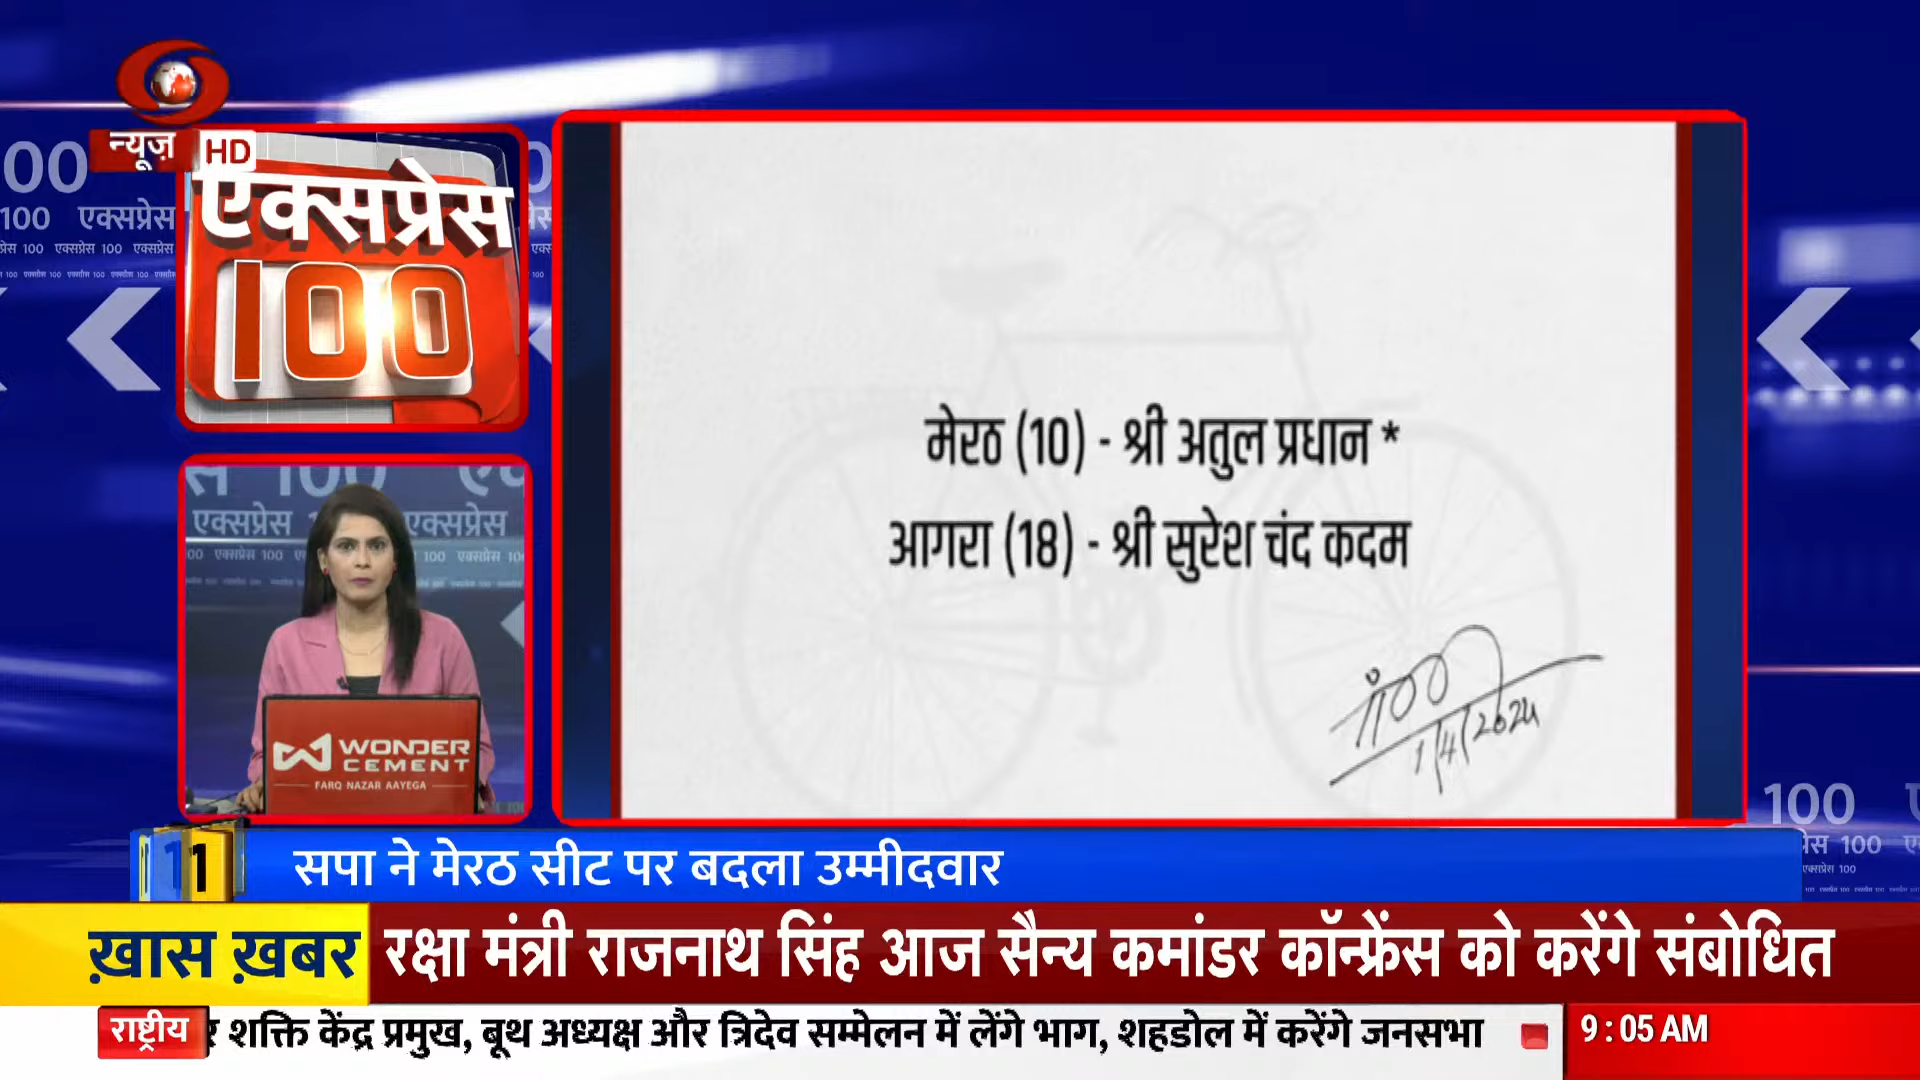 न्यूज़ HD
एक्सप्रेस
100
मेरठ (10) - श्री अतुल प्रधान *
आगरा (18) - श्री सुरेश चंद कदम
1/4/2024
WONDER
CEMENT
FARQ NAZAR AAYEGA
1 सपा ने मेरठ सीट पर बदला उम्मीदवार
ख़ास ख़बर रक्षा मंत्री राजनाथ सिंह आज सैन्य कमांडर कॉन्फ्रेंस को करेंगे संबोधित
राष्ट्रीय शक्ति केंद्र प्रमुख, बूथ अध्यक्ष और त्रिदेव सम्मेलन में लेंगे भाग, शहडोल में करेंगे जनसभा
9:05 AM